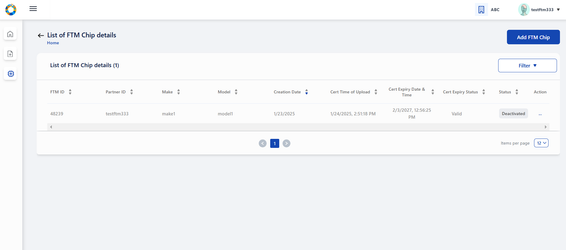 ABC
testftm333
List of FTM Chip details
Home
Add FTM Chip
List of FTM Chip details (1)
Filter
FTM ID Partner ID Make Model Creation Date Cert Time of Upload Cert Expiry Date & Time Cert Expiry Status Status Action
48239 testftm333 make1 model1 1/23/2025 1/24/2025, 2:51:18 PM 2/3/2027, 12:56:25 PM Valid Deactivated ...
1
Items per page 12